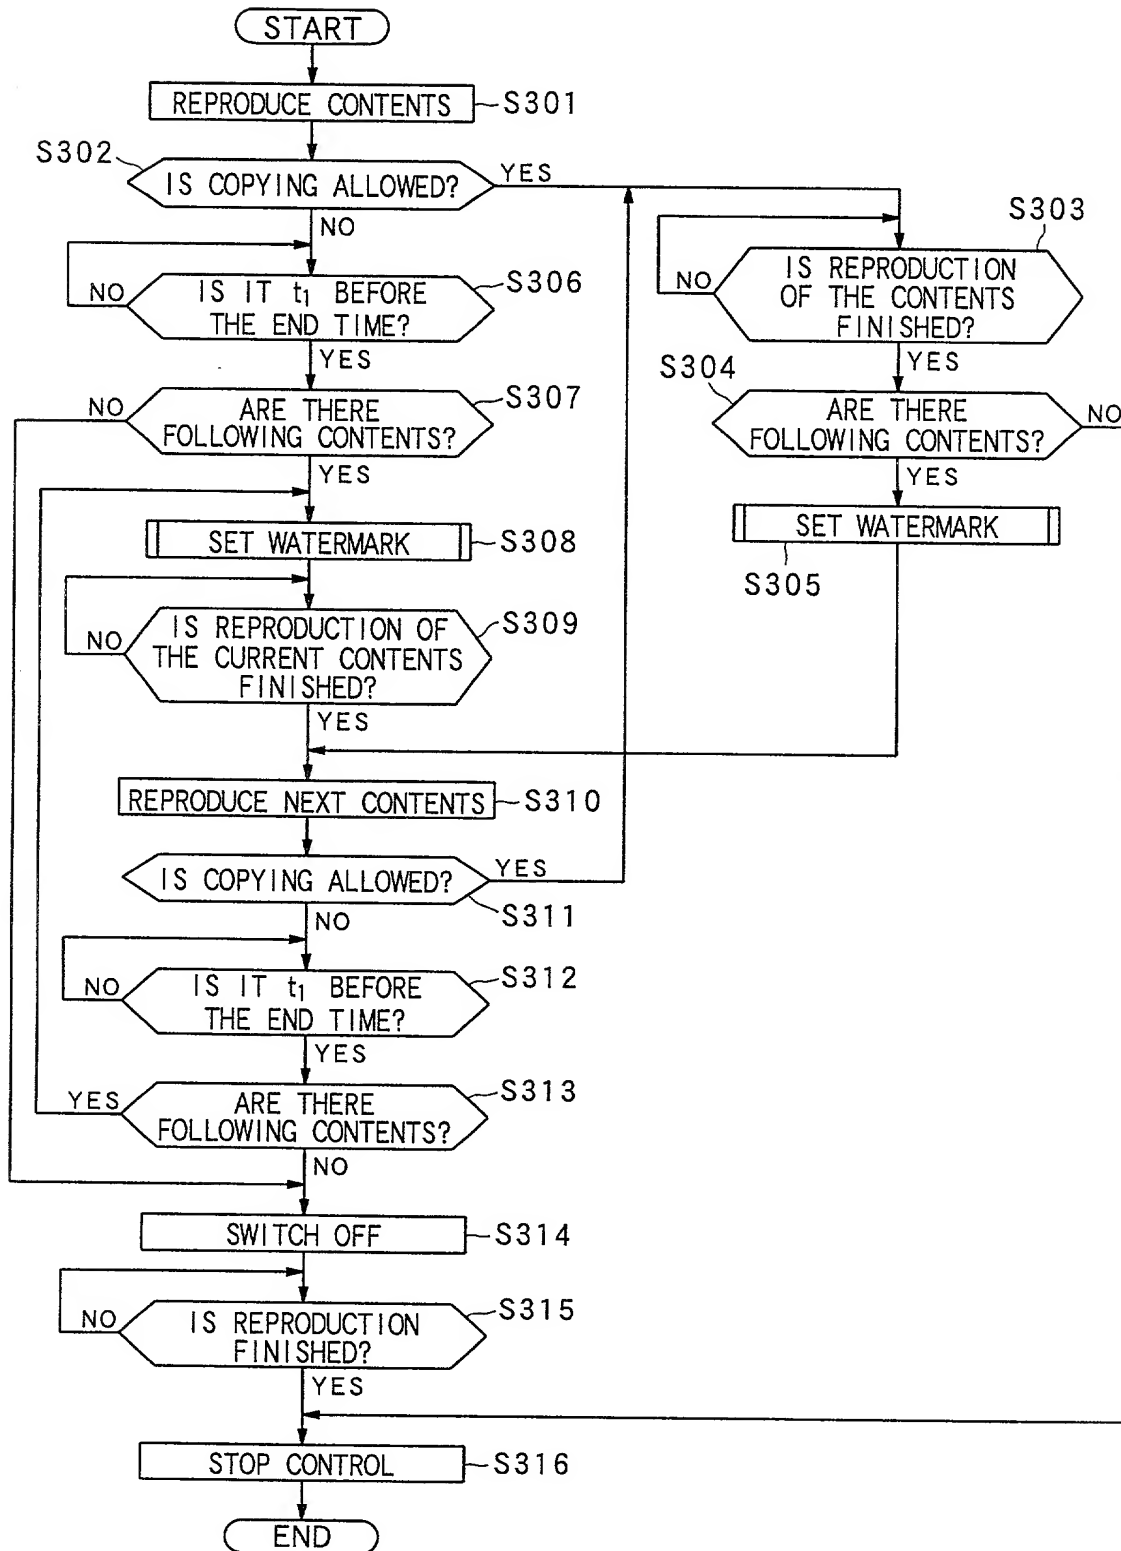 START
REPRODUCE CONTENTS
S301
S302
IS COPYING ALLOWED?
YES
NO
S303
IS REPRODUCTION
OF THE CONTENTS
FINISHED?
NO
YES
IS IT t1 BEFORE
THE END TIME?
S306
NO
YES
S304
ARE THERE
FOLLOWING CONTENTS?
NO
YES
ARE THERE
FOLLOWING CONTENTS?
S307
NO
YES
SET WATERMARK
S305
SET WATERMARK
S308
IS REPRODUCTION OF
THE CURRENT CONTENTS
FINISHED?
S309
NO
YES
REPRODUCE NEXT CONTENTS
S310
IS COPYING ALLOWED?
YES
S311
NO
IS IT t1 BEFORE
THE END TIME?
S312
NO
YES
ARE THERE
FOLLOWING CONTENTS?
S313
YES
NO
SWITCH OFF
S314
IS REPRODUCTION
FINISHED?
S315
NO
YES
STOP CONTROL
S316
END